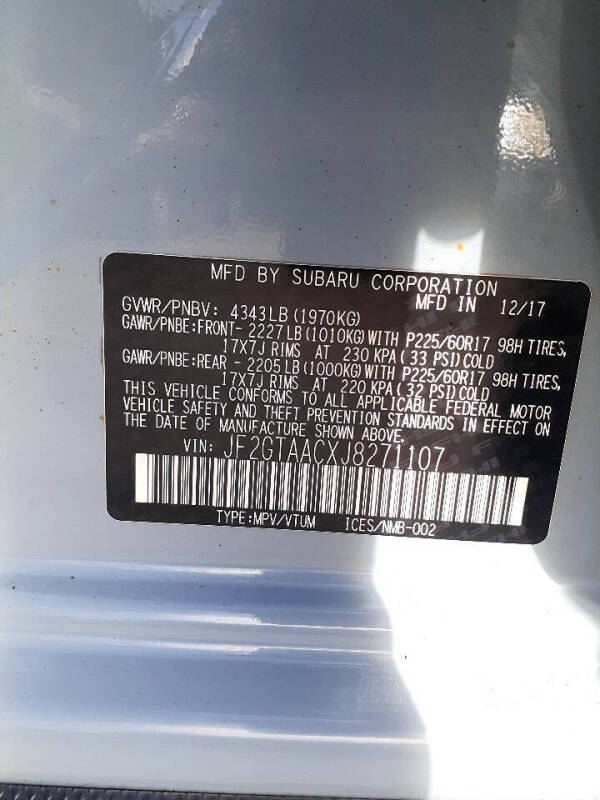 MFD BY SUBARU CORPORATION
MFD IN 12/17
GVWR/PNBV: 4343LB(1970KG)
GAWR/PNBE:FRONT- 2227LB(1010KG)WITH P225/60R17 98H TIRES,
17X7J RIMS AT 230 KPA(33 PSI)COLD
GAWR/PNBE:REAR - 2205LB(1000KG)WITH P225/60R17 98H TIRES,
17X7J RIMS AT 220 KPA(32 PSI)COLD
THIS VEHICLE CONFORMS TO ALL APPLICABLE FEDERAL MOTOR
VEHICLE SAFETY AND THEFT PREVENTION STANDARDS IN EFFECT ON
THE DATE OF MANUFACTURE SHOWN ABOVE.
VIN: JF2GTAACXJ8271107
TYPE:MPV/VTUM ICES/NMB-002